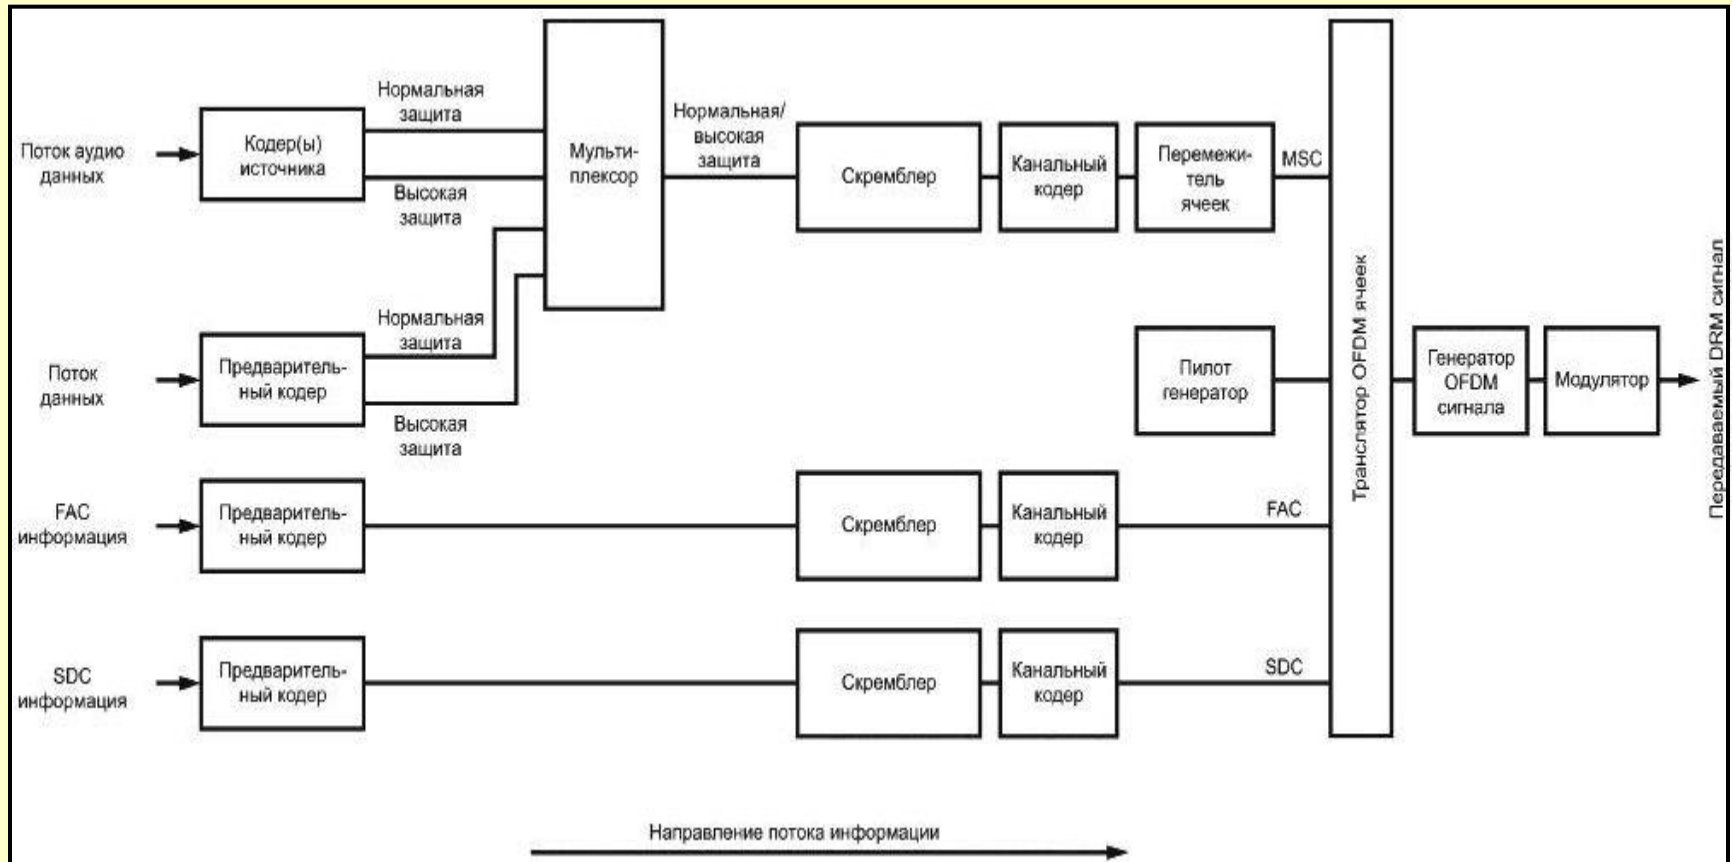 Поток аудио
данных
Кодер(ы)
источника
Нормальная
защита
Высокая
защита
Мульти-
плексор
Нормальная/
высокая
защита
Скремблер
Канальный
кодер
Перемежи-
тель
ячеек
MSC
Поток
данных
Предваритель-
ный кодер
Нормальная
защита
Высокая
защита
Пилот
генератор
Транслятор OFDM ячеек
Генератор
OFDM
сигнала
Модулятор
Передаваемый DRM сигнал
FAC
информация
Предваритель-
ный кодер
Скремблер
Канальный
кодер
FAC
SDC
информация
Предваритель-
ный кодер
Скремблер
Канальный
кодер
SDC
Направление потока информации